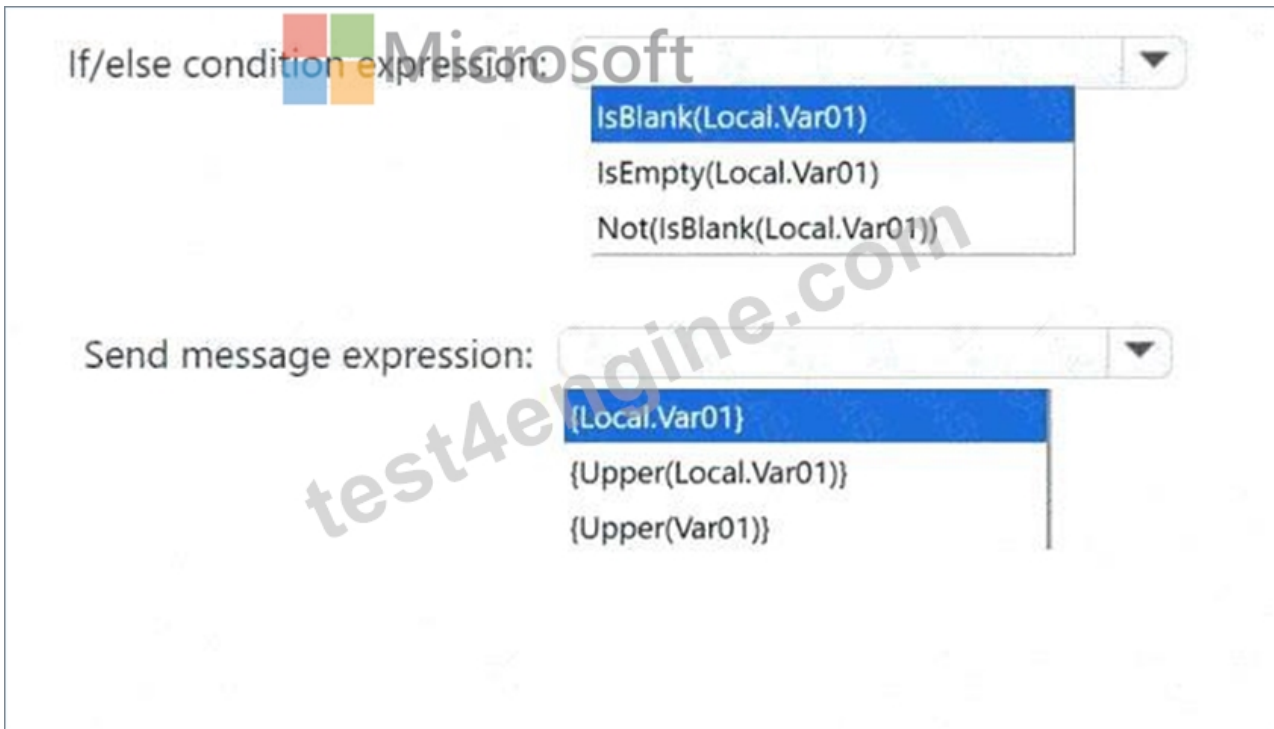 Microsoft
If/else condition expression:
IsBlank(Local.Var01)
IsEmpty(Local.Var01)
Not(IsBlank(Local.Var01))
test4engine.com
Send message expression:
{Local.Var01}
{Upper(Local.Var01)}
{Upper(Var01)}